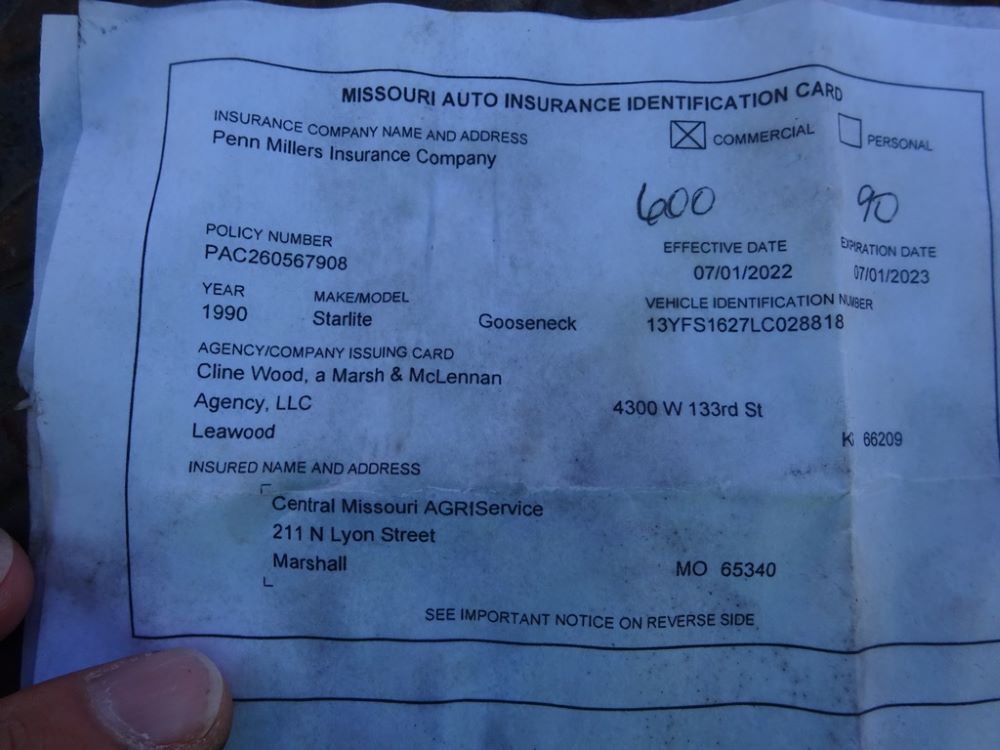 MISSOURI AUTO INSURANCE IDENTIFICATION CARD
INSURANCE COMPANY NAME AND ADDRESS
COMMERCIAL
PERSONAL
Penn Millers Insurance Company
600
90
POLICY NUMBER
EFFECTIVE DATE
EXPIRATION DATE
PAC260567908
07/01/2022
07/01/2023
YEAR
MAKE/MODEL
VEHICLE IDENTIFICATION NUMBER
1990
Starlite
Gooseneck
13YFS1627LC028818
AGENCY/COMPANY ISSUING CARD
Cline Wood, a Marsh & McLennan
Agency, LLC
4300 W 133rd St
Leawood
66209
INSURED NAME AND ADDRESS
Central Missouri AGRIService
211 N Lyon Street
Marshall
MO 65340
SEE IMPORTANT NOTICE ON REVERSE SIDE